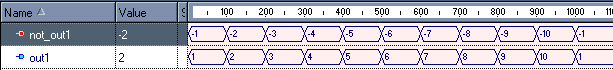 Name Value S 100 200 300 400 500 600 700 800 900 1000 11
not_out1 -2 -1 -2 -3 -4 -5 -6 -7 -8 -9 -10 -1
out1 2 1 2 3 4 5 6 7 8 9 10 1